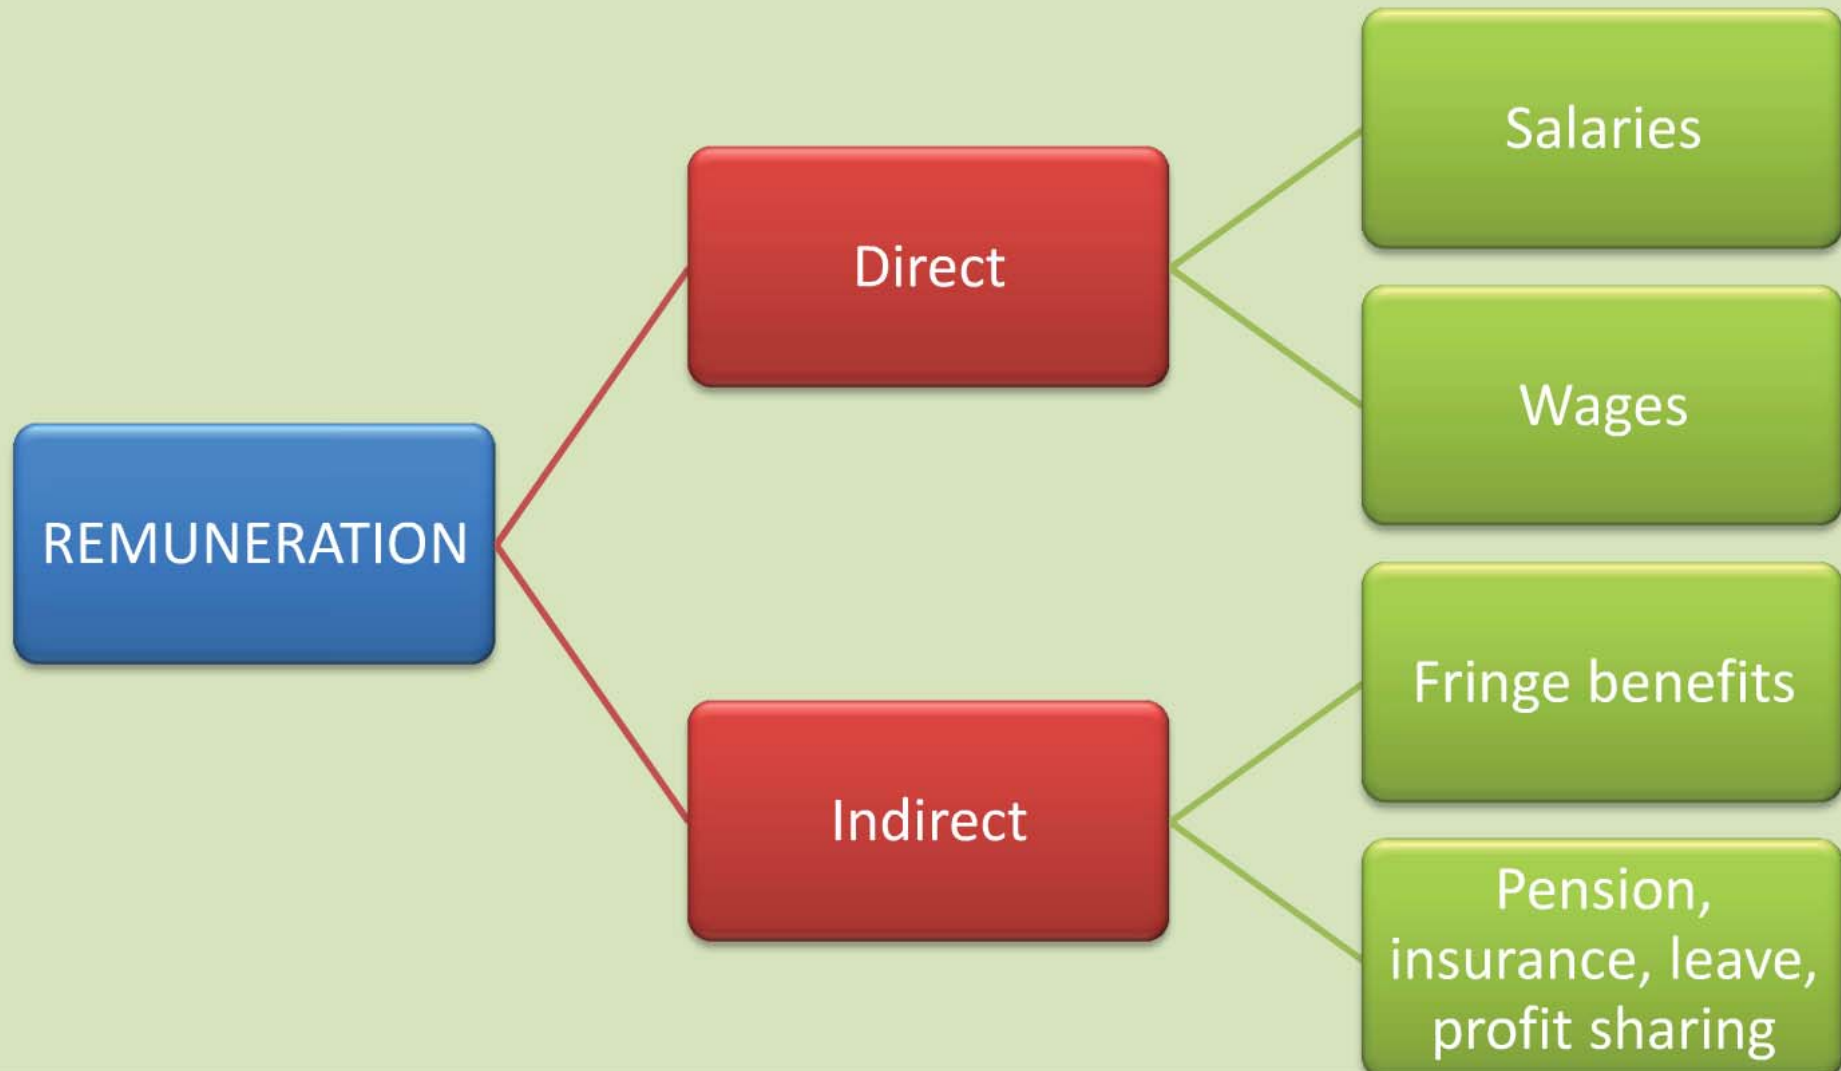 REMUNERATION
Direct
Salaries
Wages
Indirect
Fringe benefits
Pension,
insurance, leave,
profit sharing